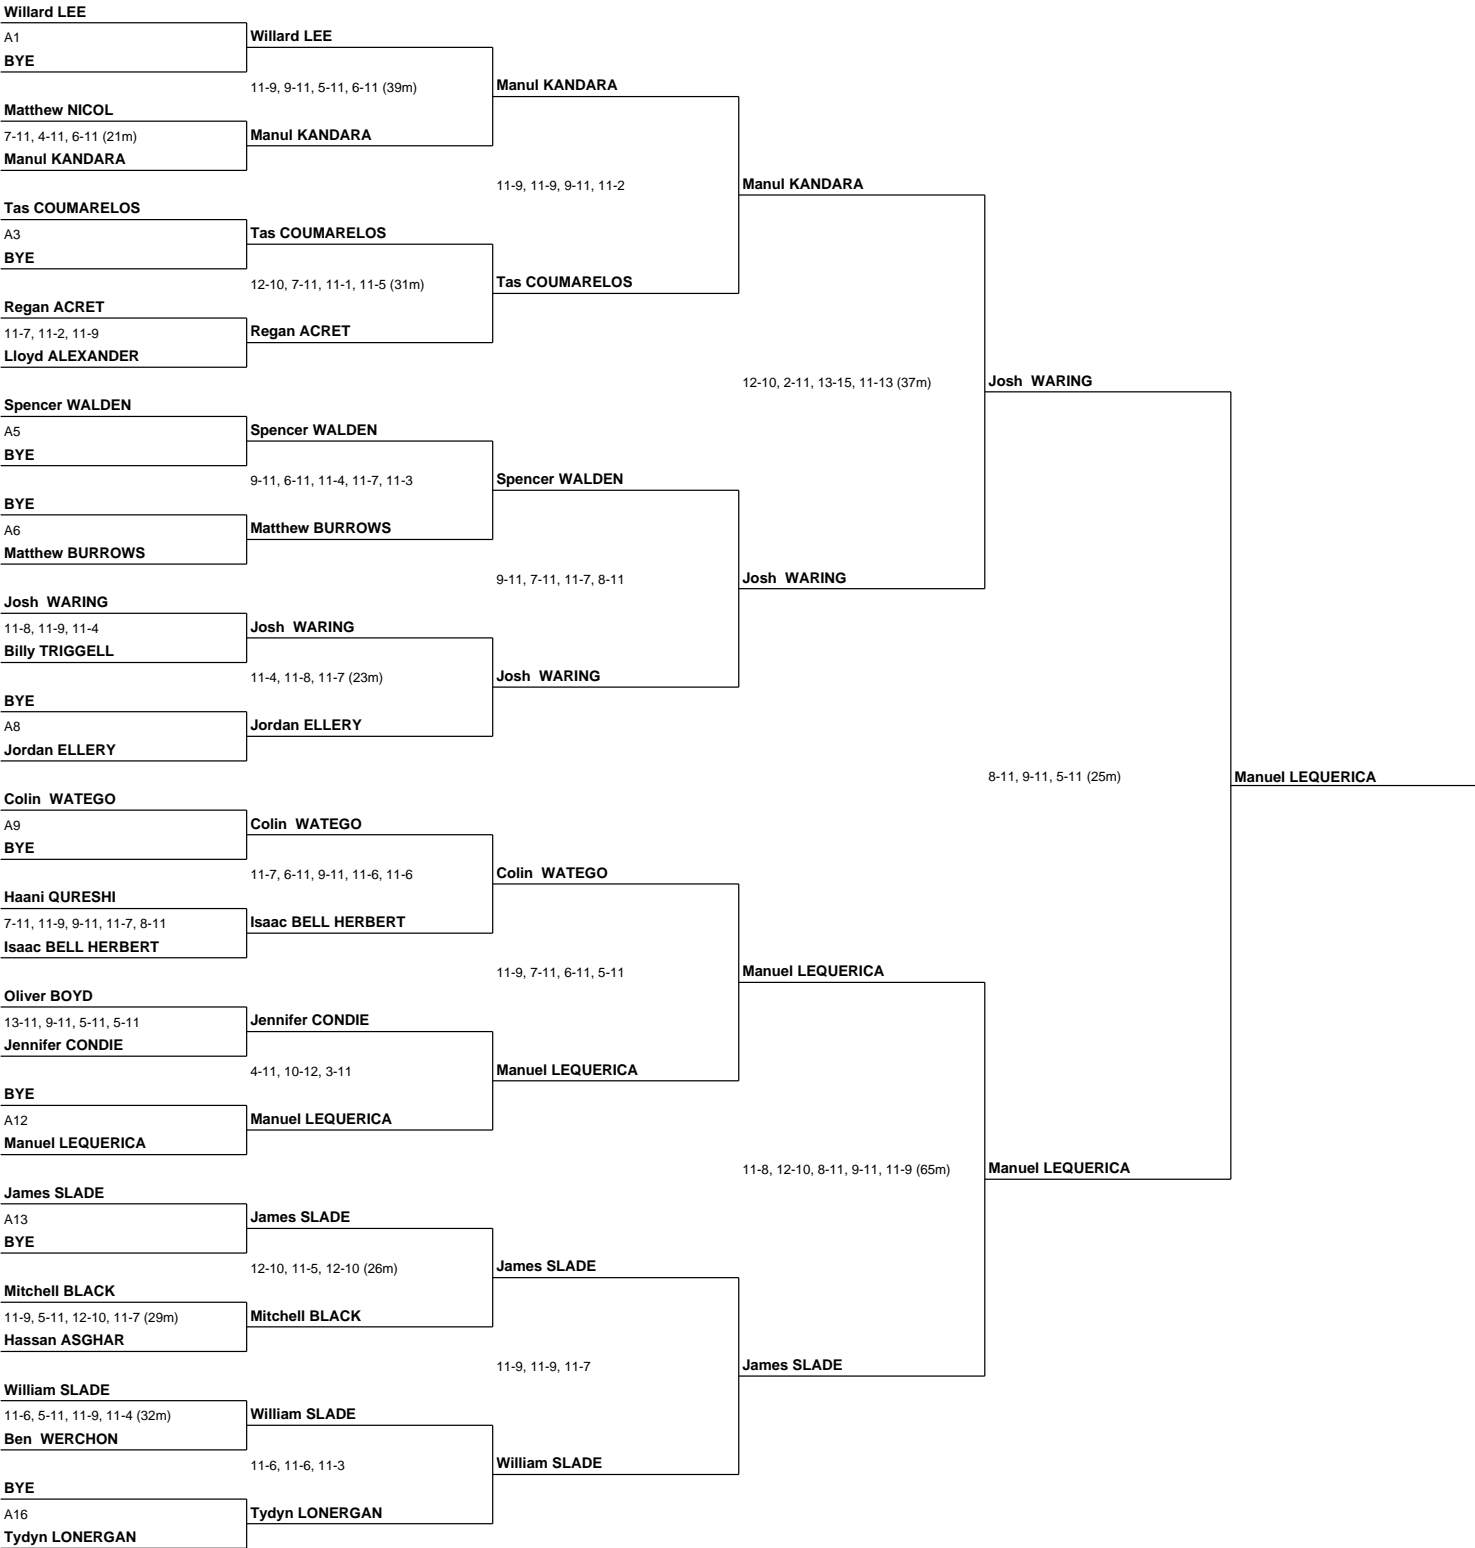 Willard LEE
A1
BYE
Matthew NICOL
7-11, 4-11, 6-11 (21m)
Manul KANDARA
Tas COUMARELOS
A3
BYE
Regan ACRET
11-7, 11-2, 11-9
Lloyd ALEXANDER
Spencer WALDEN
A5
BYE
BYE
A6
Matthew BURROWS
Josh WARING
11-8, 11-9, 11-4
Billy TRIGGELL
BYE
A8
Jordan ELLERY
Colin WATEGO
A9
BYE
Haani QURESHI
7-11, 11-9, 9-11, 11-7, 8-11
Isaac BELL HERBERT
Oliver BOYD
13-11, 9-11, 5-11, 5-11
Jennifer CONDIE
BYE
A12
Manuel LEQUERICA
James SLADE
A13
BYE
Mitchell BLACK
11-9, 5-11, 12-10, 11-7 (29m)
Hassan ASGHAR
William SLADE
11-6, 5-11, 11-9, 11-4 (32m)
Ben WERCHON
BYE
A16
Tydyn LONERGAN
Willard LEE
11-9, 9-11, 5-11, 6-11 (39m)
Manul KANDARA
Tas COUMARELOS
12-10, 7-11, 11-1, 11-5 (31m)
Regan ACRET
Spencer WALDEN
9-11, 6-11, 11-4, 11-7, 11-3
Matthew BURROWS
Josh WARING
11-4, 11-8, 11-7 (23m)
Jordan ELLERY
Colin WATEGO
11-7, 6-11, 9-11, 11-6, 11-6
Isaac BELL HERBERT
Jennifer CONDIE
4-11, 10-12, 3-11
Manuel LEQUERICA
James SLADE
12-10, 11-5, 12-10 (26m)
Mitchell BLACK
William SLADE
11-6, 11-6, 11-3
Tydyn LONERGAN
Manul KANDARA
11-9, 11-9, 9-11, 11-2
Tas COUMARELOS
Spencer WALDEN
9-11, 7-11, 11-7, 8-11
Josh WARING
Colin WATEGO
11-9, 7-11, 6-11, 5-11
Manuel LEQUERICA
James SLADE
11-9, 11-9, 11-7
William SLADE
Manul KANDARA
12-10, 2-11, 13-15, 11-13 (37m)
Josh WARING
Manuel LEQUERICA
11-8, 12-10, 8-11, 9-11, 11-9 (65m)
James SLADE
Josh WARING
8-11, 9-11, 5-11 (25m)
Manuel LEQUERICA
Manuel LEQUERICA